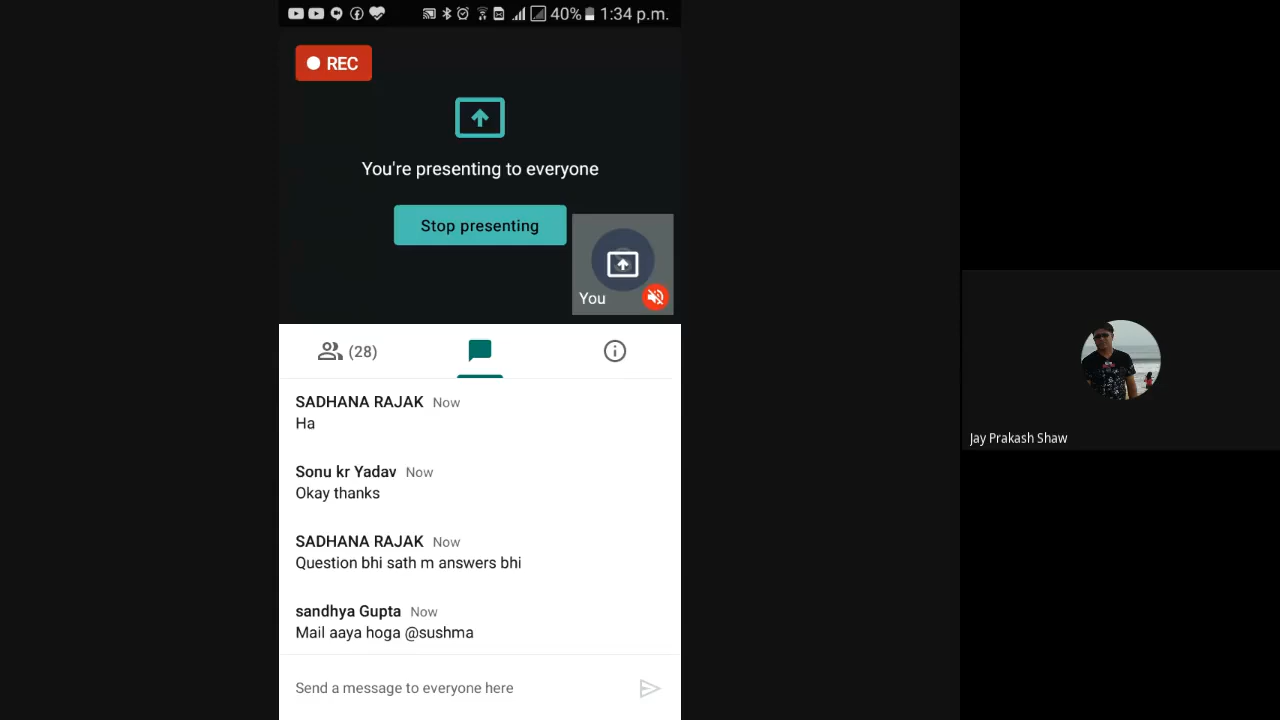 40% 1:34 p.m.
REC
You're presenting to everyone
Stop presenting
You
(28)
SADHANA RAJAK Now
Ha
Sonu kr Yadav Now
Okay thanks
SADHANA RAJAK Now
Question bhi sath m answers bhi
sandhya Gupta Now
Mail aaya hoga @sushma
Send a message to everyone here
Jay Prakash Shaw